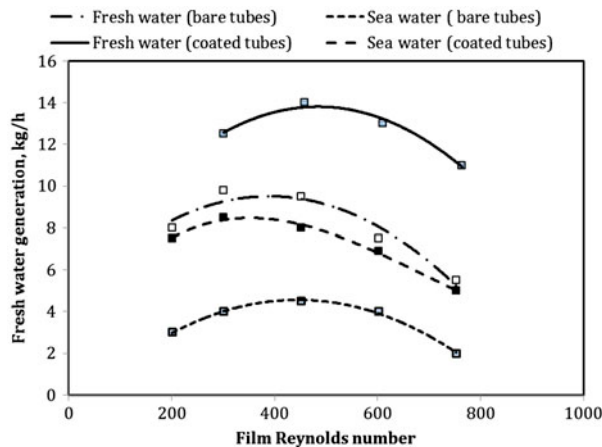 Fresh water (bare tubes) Sea water ( bare tubes)
Fresh water (coated tubes) Sea water (coated tubes)
16
14
12
10
8
6
4
2
0
Fresh water generation, kg/h
0 200 400 600 800 1000
Film Reynolds number